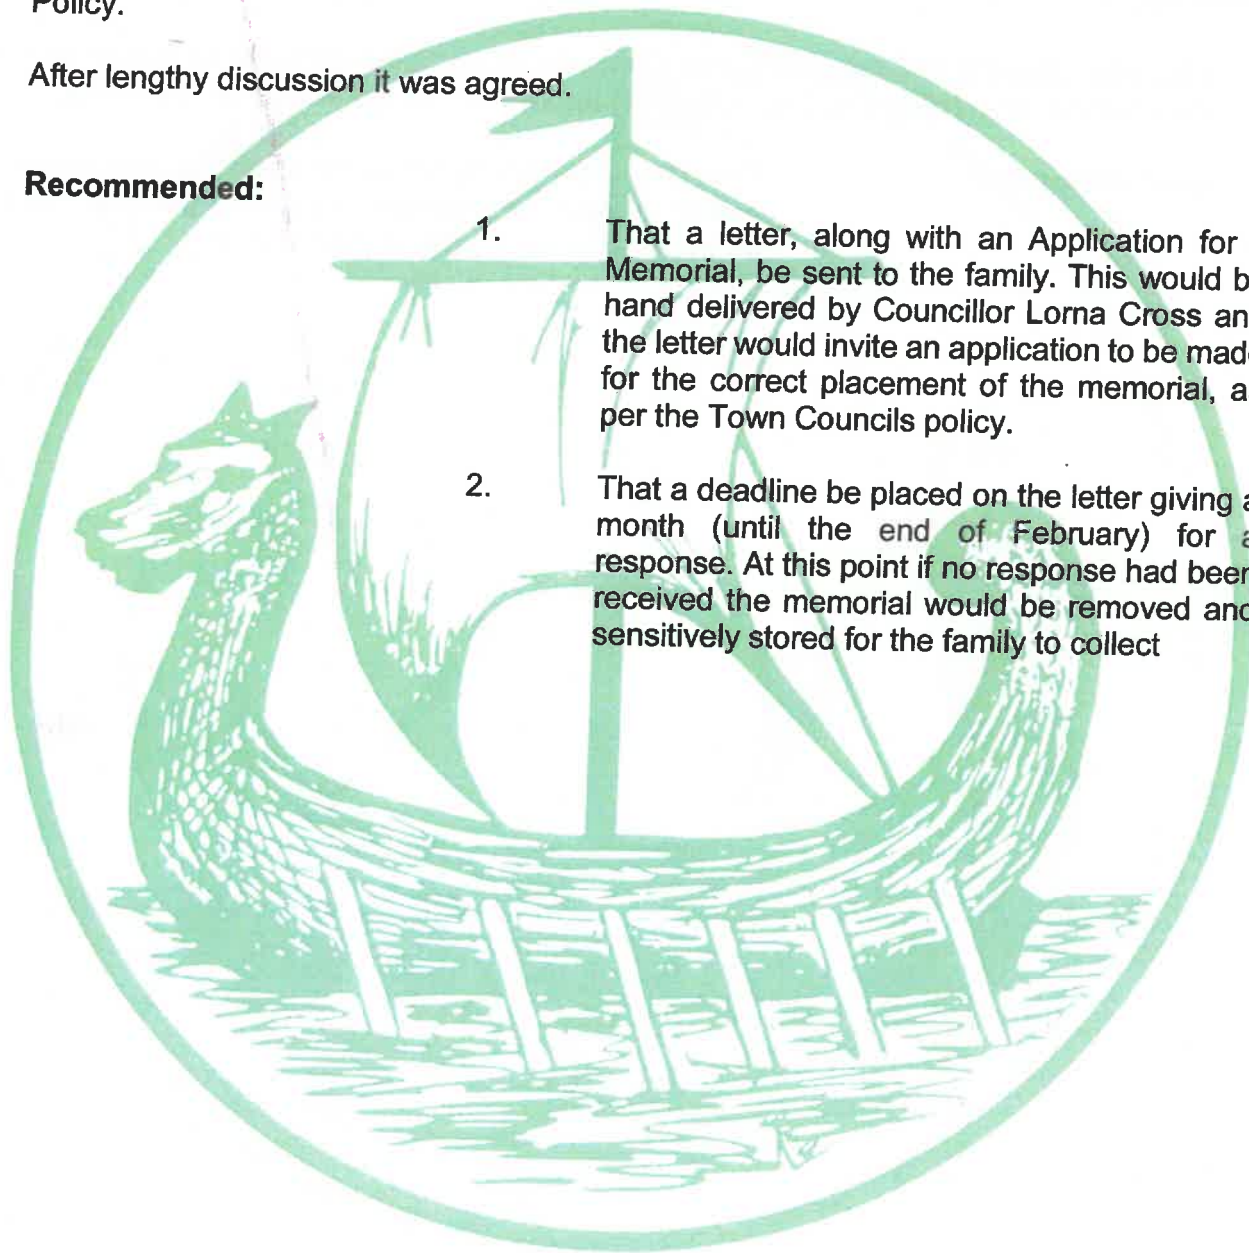 Policy.
After lengthy discussion it was agreed.
Recommended:
1. That a letter, along with an Application for
Memorial, be sent to the family. This would b
hand delivered by Councillor Lorna Cross an
the letter would invite an application to be mad
for the correct placement of the memorial, a
per the Town Councils policy.
2. That a deadline be placed on the letter giving a
month (until the end of February) for a
response. At this point if no response had been
received the memorial would be removed and
sensitively stored for the family to collect